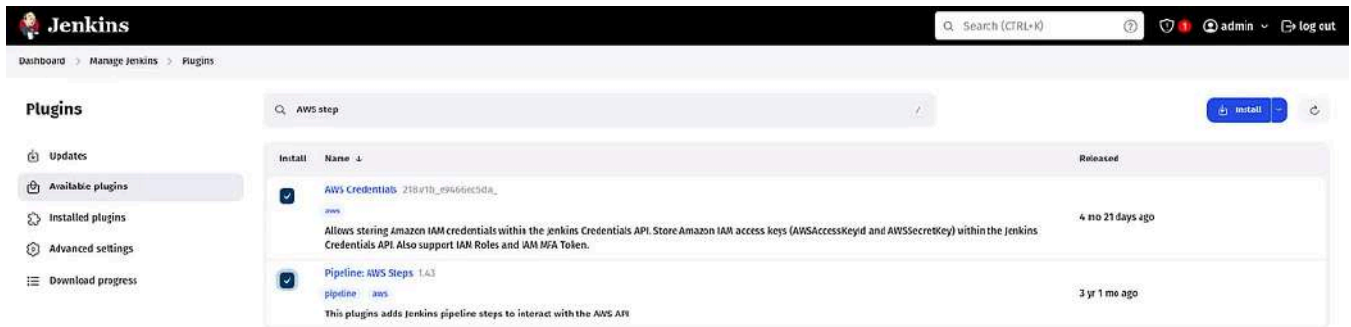 Jenkins
Search (CTRL+K)
1
admin
log out
Dashboard > Manage Jenkins > Plugins
Plugins
AWS step
/
Install
Updates
Available plugins
Installed plugins
Advanced settings
Download progress
Install Name ↓ Released
AWS Credentials
aws
Allows storing Amazon IAM credentials within the Jenkins Credentials API. Store Amazon IAM access keys (AWSAccessKeyId and AWSSecretKey) within the Jenkins
Credentials API. Also support IAM Roles and IAM MFA Token.
4 mo 21 days ago
Pipeline: AWS Steps 1.43
pipeline aws
This plugins adds Jenkins pipeline steps to interact with the AWS API
3 yr 1 mo ago